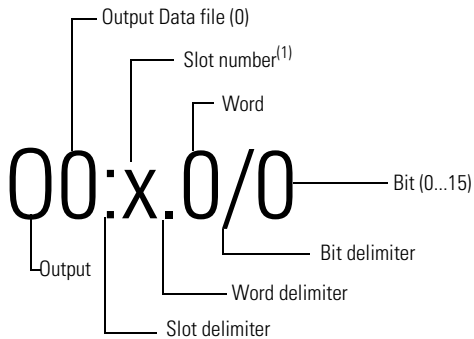 Output Data file (0)
Slot number(1)
Word
O0:x.0/0
Bit (0...15)
Bit delimiter
Output
Word delimiter
Slot delimiter